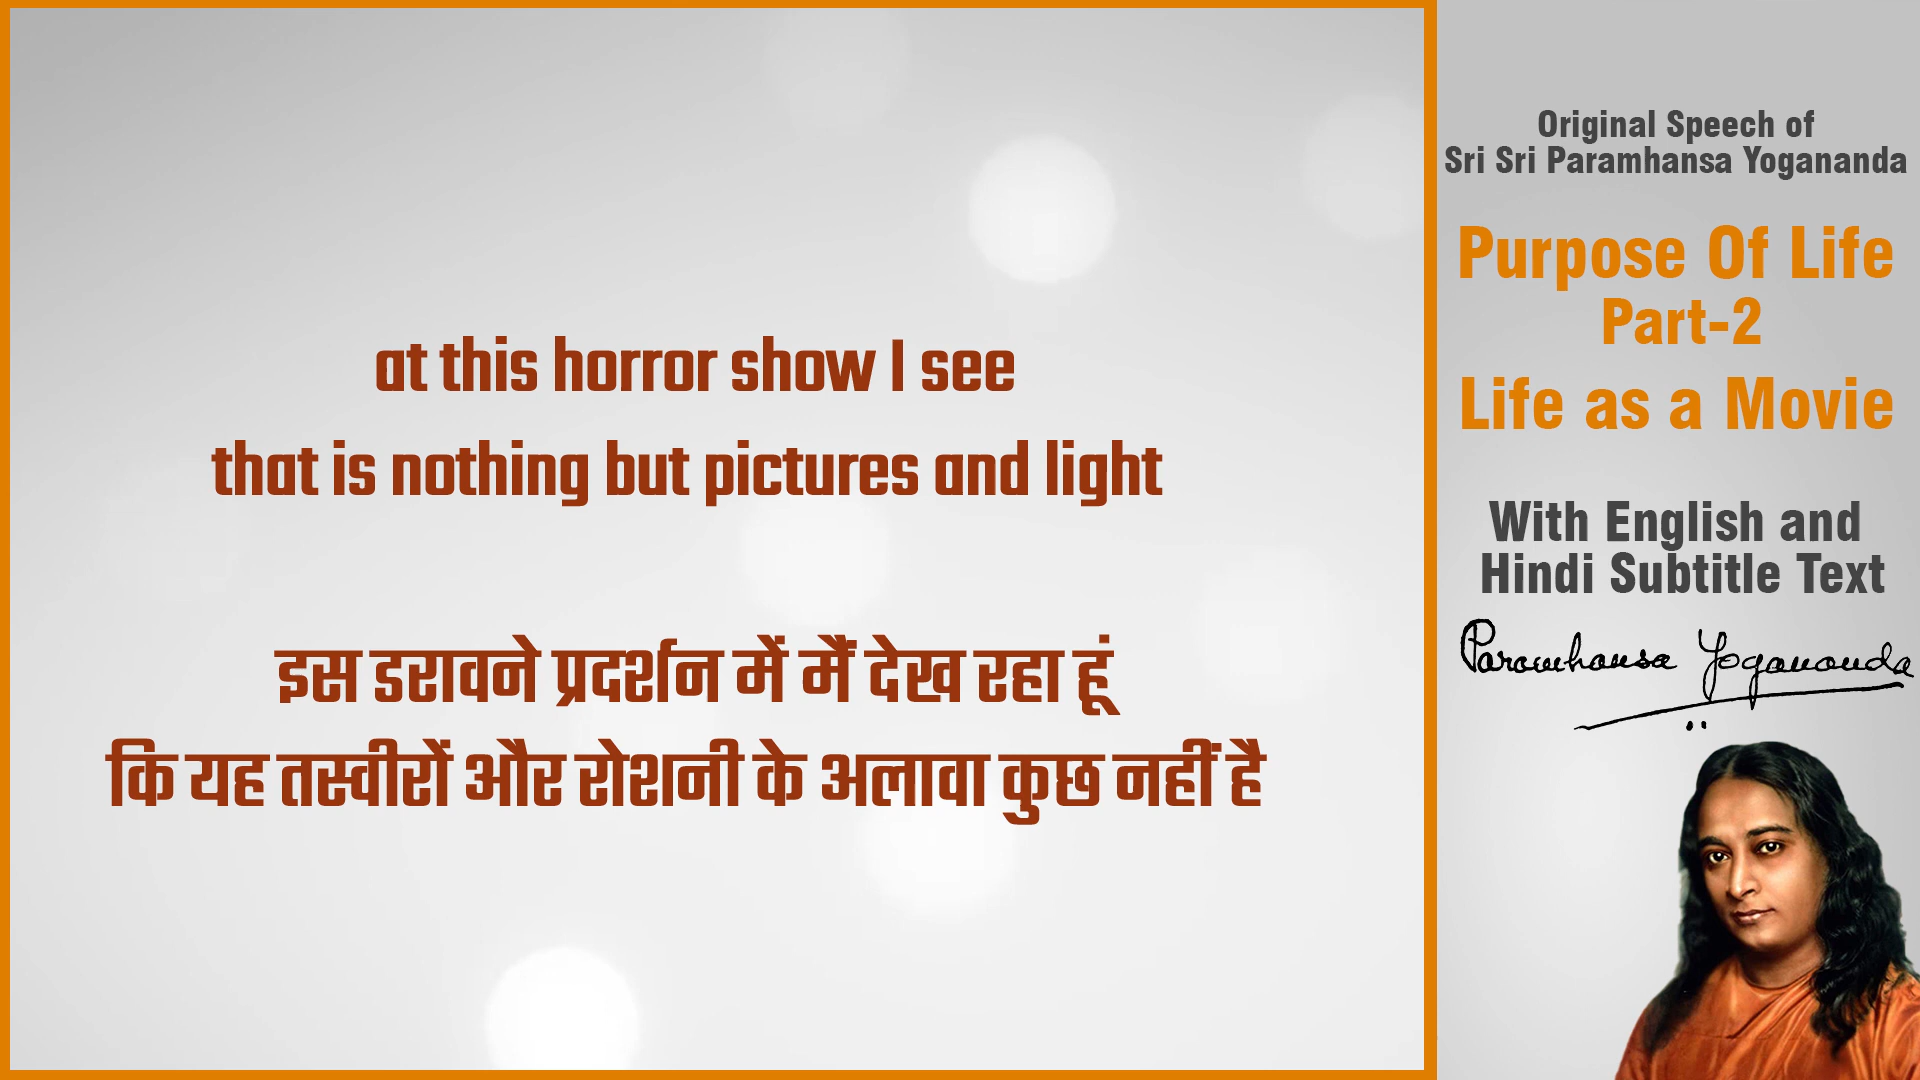 at this horror show I see
that is nothing but pictures and light
इस डरावने प्रदर्शन में मैं देख रहा हूं
कि यह तस्वीरों और रोशनी के अलावा कुछ नहीं है
Original Speech of
Sri Sri Paramhansa Yogananda
Purpose Of Life
Part-2
Life as a Movie
With English and
Hindi Subtitle Text
Paramhansa Yogananda